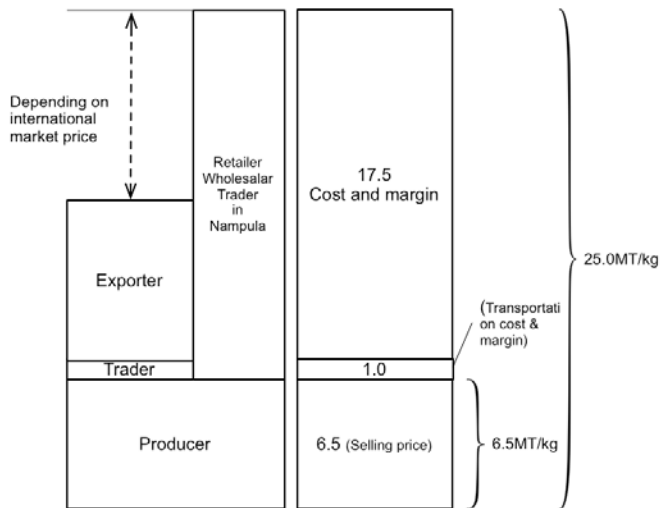 Depending on
international
market price
Retailer
Wholesalar
Trader
in
Nampula
17.5
Cost and margin
25.0MT/kg
Exporter
(Transportati
on cost &
margin)
Trader
1.0
Producer
6.5 (Selling price)
6.5MT/kg